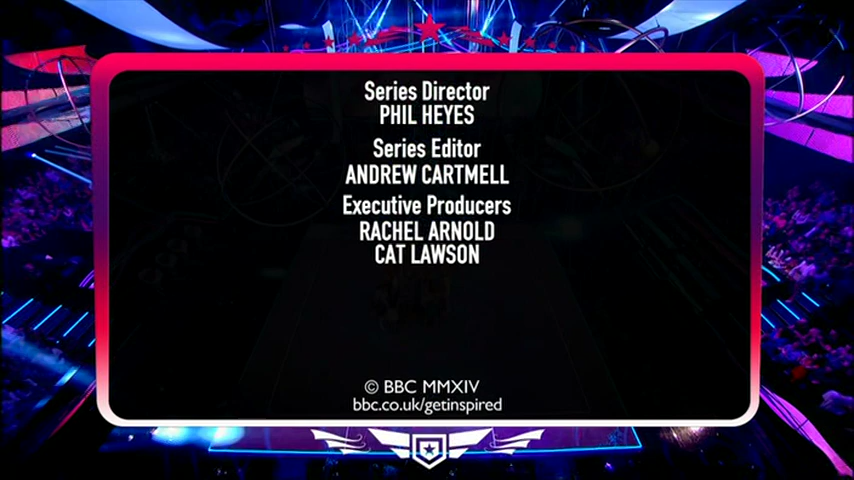 Series Director
PHIL HEYES
Series Editor
ANDREW CARTMELL
Executive Producers
RACHEL ARNOLD
CAT LAWSON
© BBC MMXIV
bbc.co.uk/getinspired